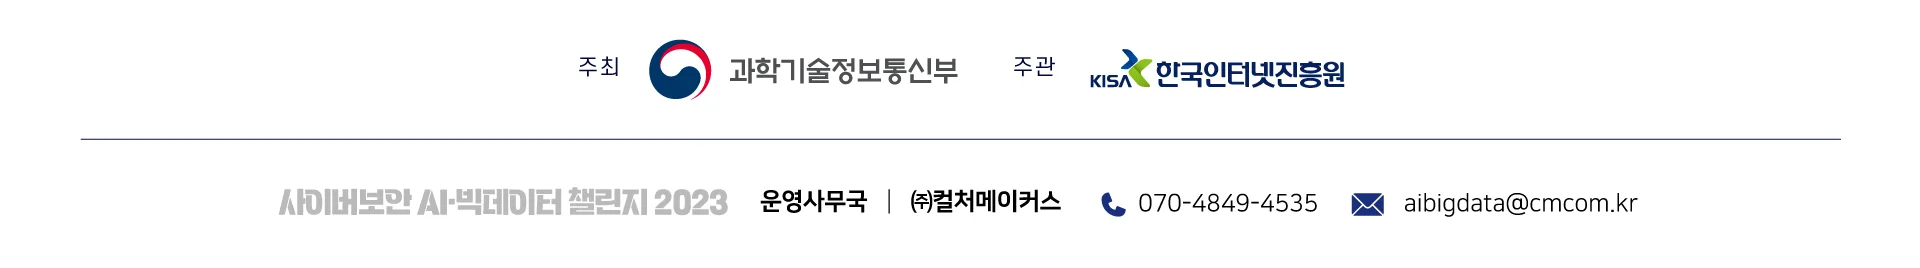 주최 과학기술정보통신부 주관 KISA 한국인터넷진흥원
사이버보안 AI·빅데이터 챌린지 2023 운영사무국 | ㈜컬처메이커스 070-4849-4535 aibigdata@cmcom.kr